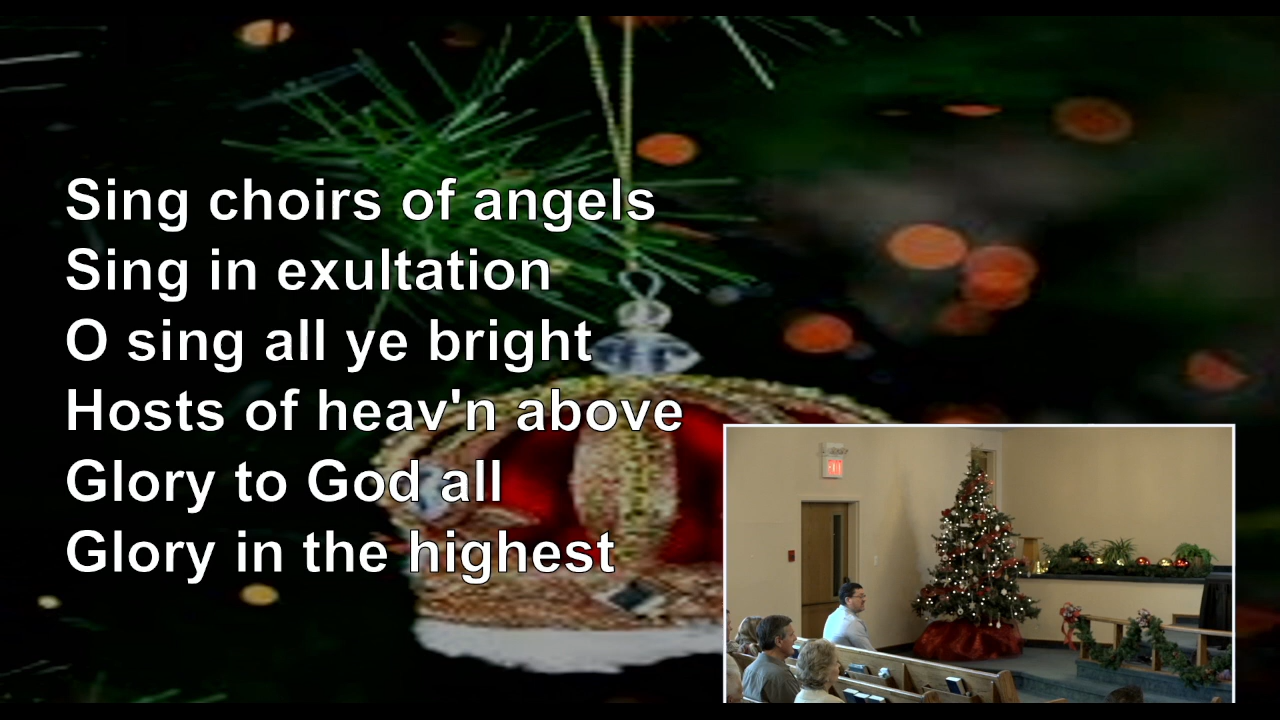 Sing choirs of angels
Sing in exultation
O sing all ye bright
Hosts of heav'n above
Glory to God all
Glory in the highest